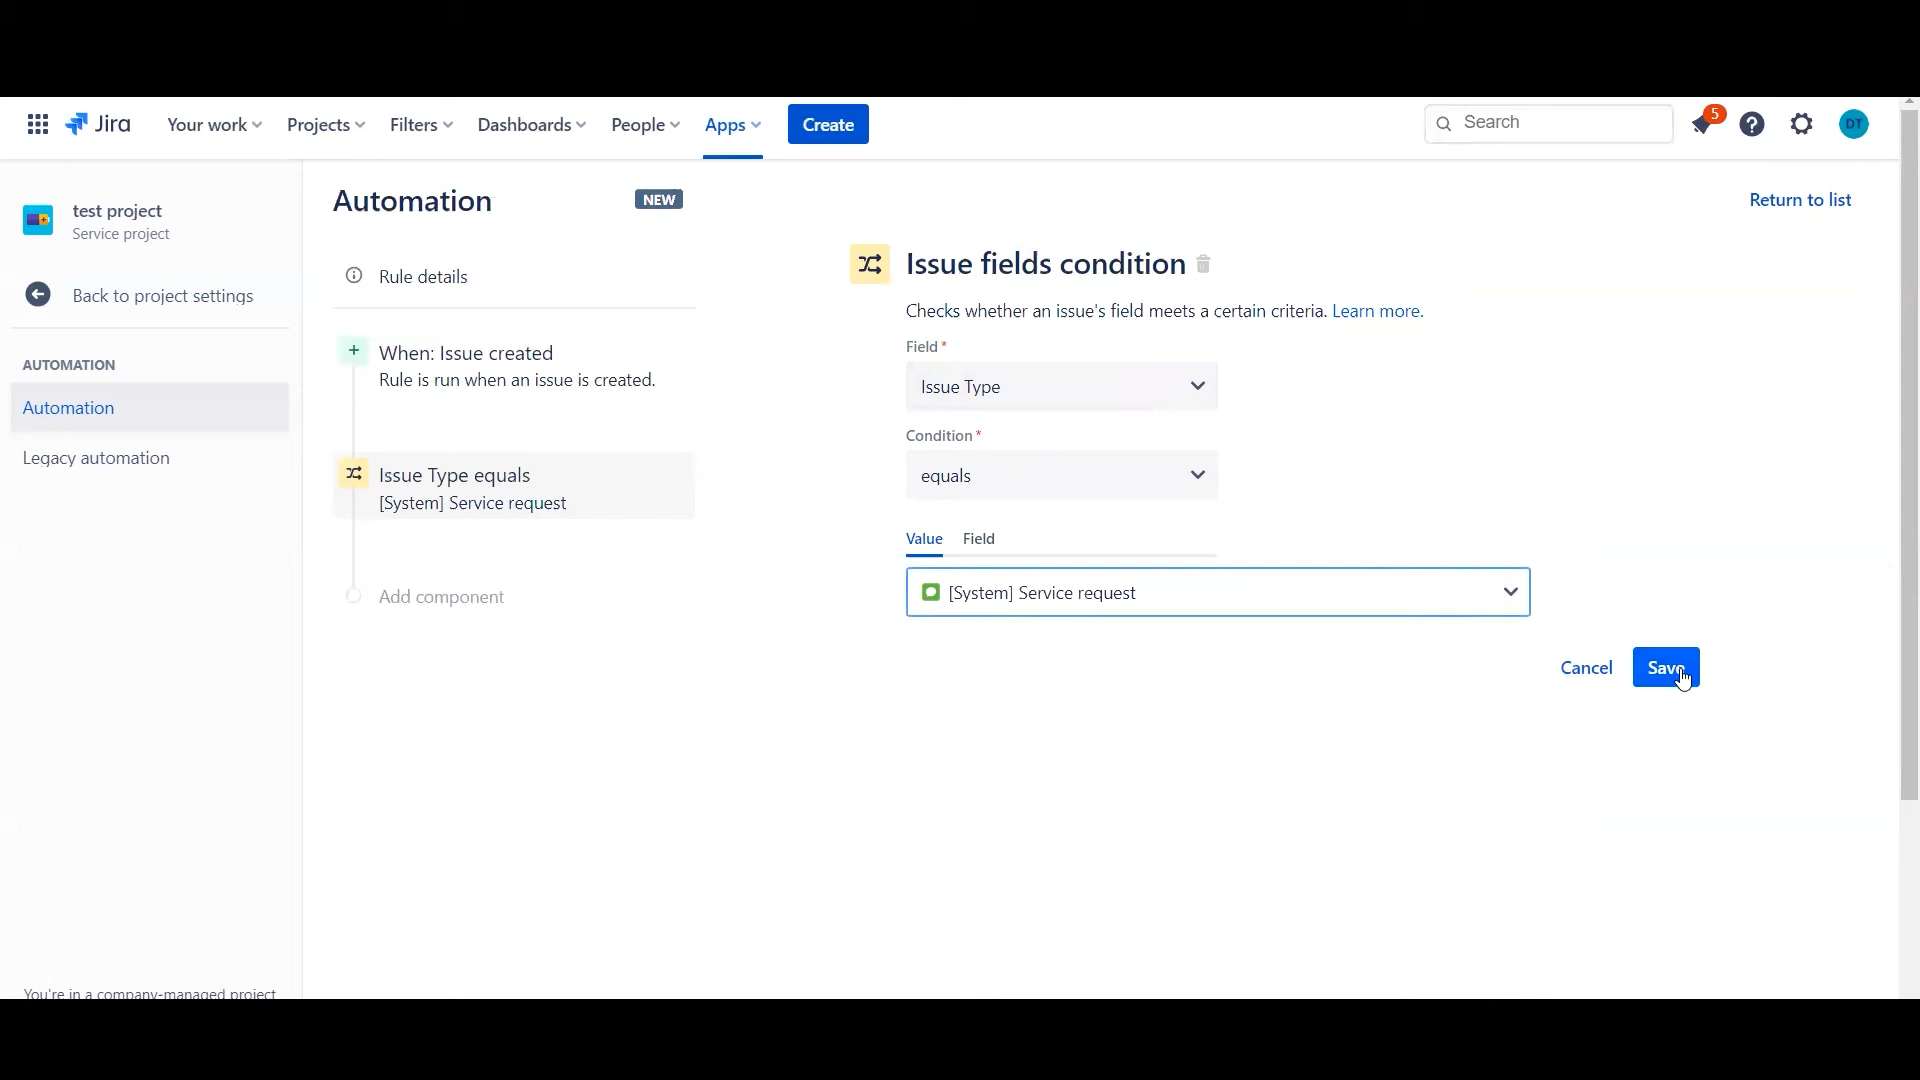 Jira Your work Projects Filters Dashboards People Apps Create Search 5 DT
test project
Service project
Back to project settings
AUTOMATION
Automation
Legacy automation
You're in a company-managed project
Automation NEW
Return to list
Rule details
When: Issue created
Rule is run when an issue is created.
Issue Type equals
[System] Service request
Add component
Issue fields condition
Checks whether an issue's field meets a certain criteria. Learn more.
Field *
Issue Type
Condition *
equals
Value Field
[System] Service request
Cancel Save